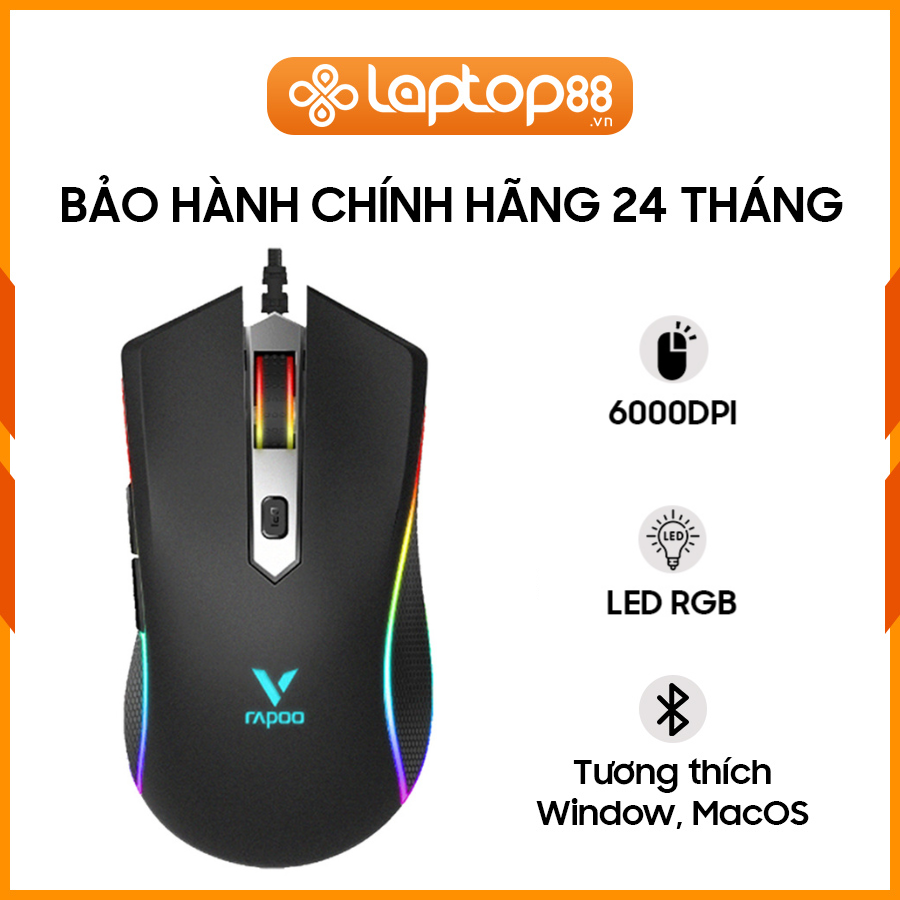 Laptop88
.vn
BẢO HÀNH CHÍNH HÃNG 24 THÁNG
6000DPI
LED
LED RGB
rapoo
Tương thích
Window, MacOS